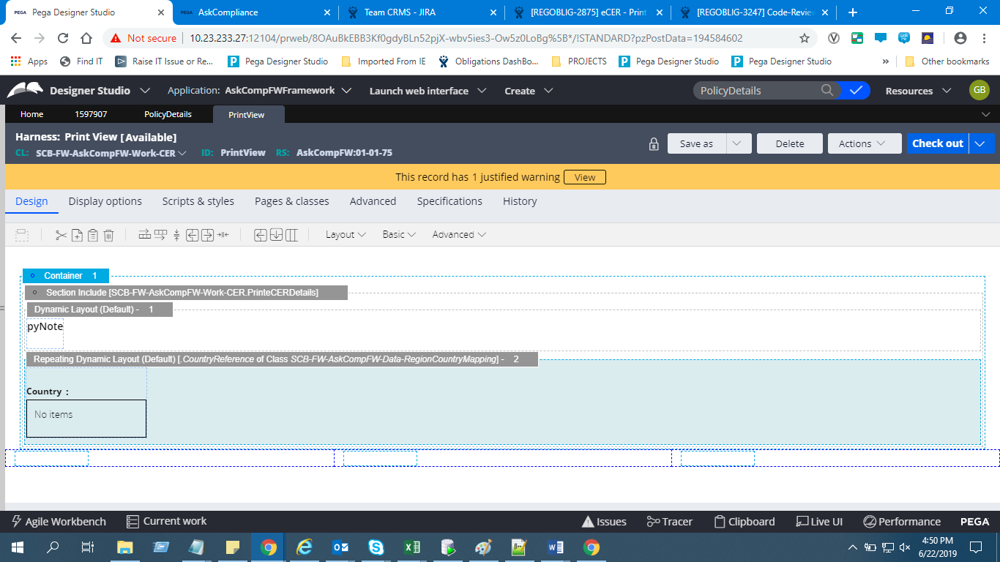 PEGA Pega Designer Studio
PEGA AskCompliance
Team CRMS - JIRA
[REGOBLIG-2875] eCER - Print
[REGOBLIG-3247] Code-Review
Not secure 10.23.233.27:12104/prweb/8OAuBkEBB3Kf0gdyBLn52pjX-wbv5ies3-Ow5z0LoBg%5B*/!STANDARD?pzPostData=194584602
Apps Find IT Raise IT Issue or Re... Pega Designer Studio Imported From IE Obligations DashBo... PROJECTS Pega Designer Studio Pega Designer Studio » Other bookmarks
Designer Studio Application: AskCompFWFramework Launch web interface Create PolicyDetails Resources GB
Home 1597907 PolicyDetails PrintView
Harness: Print View [Available]
CL: SCB-FW-AskCompFW-Work-CER ID: PrintView RS: AskCompFW:01-01-75
Save as Delete Actions Check out
This record has 1 justified warning View
Design Display options Scripts & styles Pages & classes Advanced Specifications History
Layout Basic Advanced
Container 1
Section Include [SCB-FW-AskCompFW-Work-CER.PrinteCERDetails]
Dynamic Layout (Default) - 1
pyNote
Repeating Dynamic Layout (Default) [.CountryReference of Class SCB-FW-AskCompFW-Data-RegionCountryMapping] - 2
Country :
No items
Agile Workbench Current work Issues Tracer Clipboard Live UI Performance PEGA
4:50 PM
6/22/2019